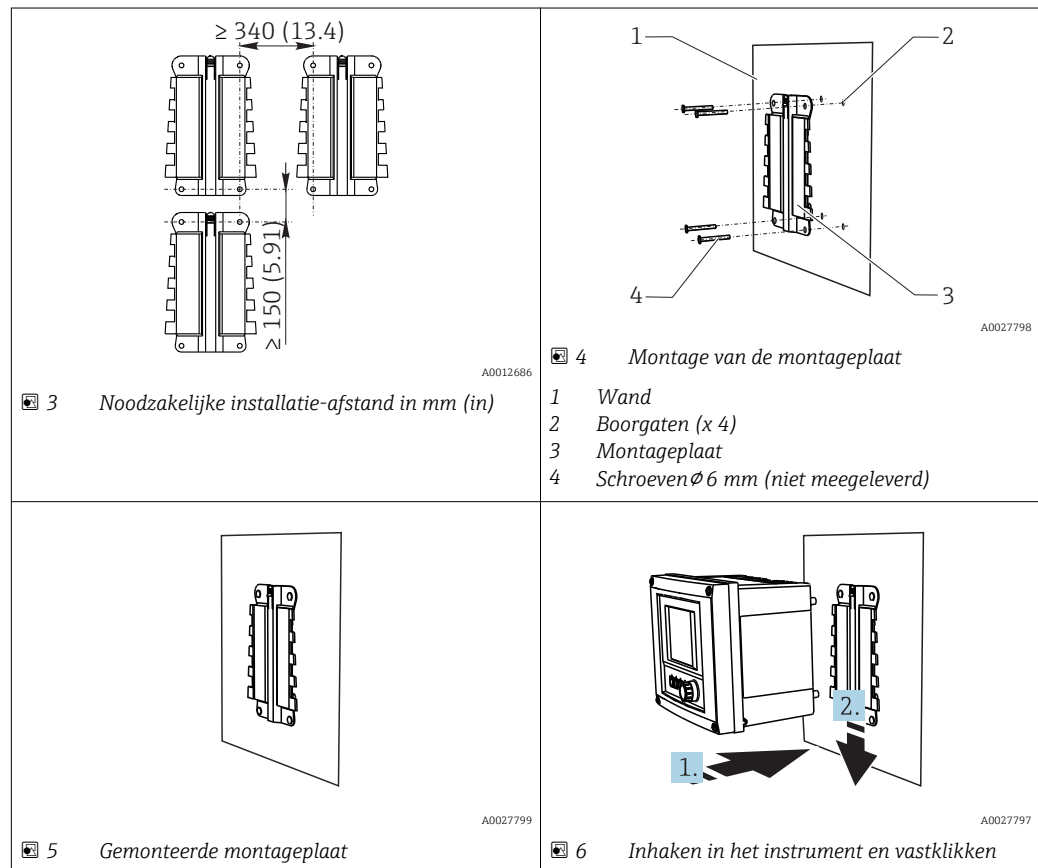 ≥ 340 (13.4)
≥ 150 (5.91)
A0012686
3 Noodzakelijke installatie-afstand in mm (in)
1
2
4
3
A0027798
4 Montage van de montageplaat
1 Wand
2 Boorgaten (x 4)
3 Montageplaat
4 Schroeven Ø 6 mm (niet meegeleverd)
A0027799
5 Gemonteerde montageplaat
2.
1.
A0027797
6 Inhaken in het instrument en vastklikken